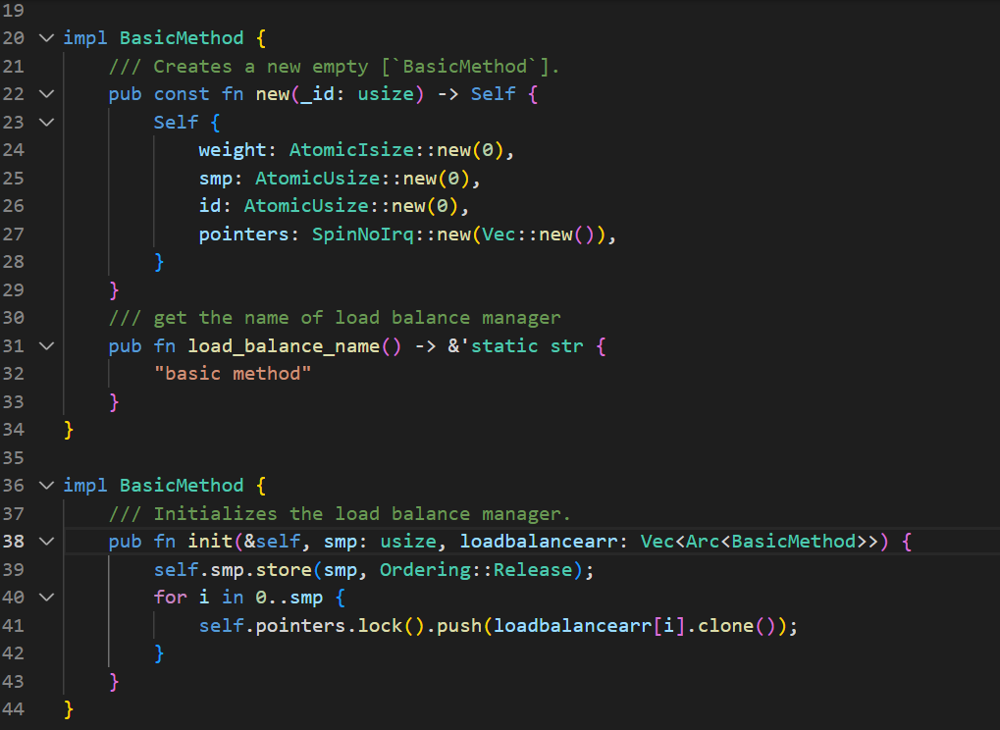 19
20 impl BasicMethod {
21     /// Creates a new empty [`BasicMethod`].
22     pub const fn new(_id: usize) -> Self {
23         Self {
24             weight: AtomicIsize::new(0),
25             smp: AtomicUsize::new(0),
26             id: AtomicUsize::new(0),
27             pointers: SpinNoIrq::new(Vec::new()),
28         }
29     }
30     /// get the name of load balance manager
31     pub fn load_balance_name() -> &'static str {
32         "basic method"
33     }
34 }
35
36 impl BasicMethod {
37     /// Initializes the load balance manager.
38     pub fn init(&self, smp: usize, loadbalancearr: Vec<Arc<BasicMethod>>) {
39         self.smp.store(smp, Ordering::Release);
40         for i in 0..smp {
41             self.pointers.lock().push(loadbalancearr[i].clone());
42         }
43     }
44 }